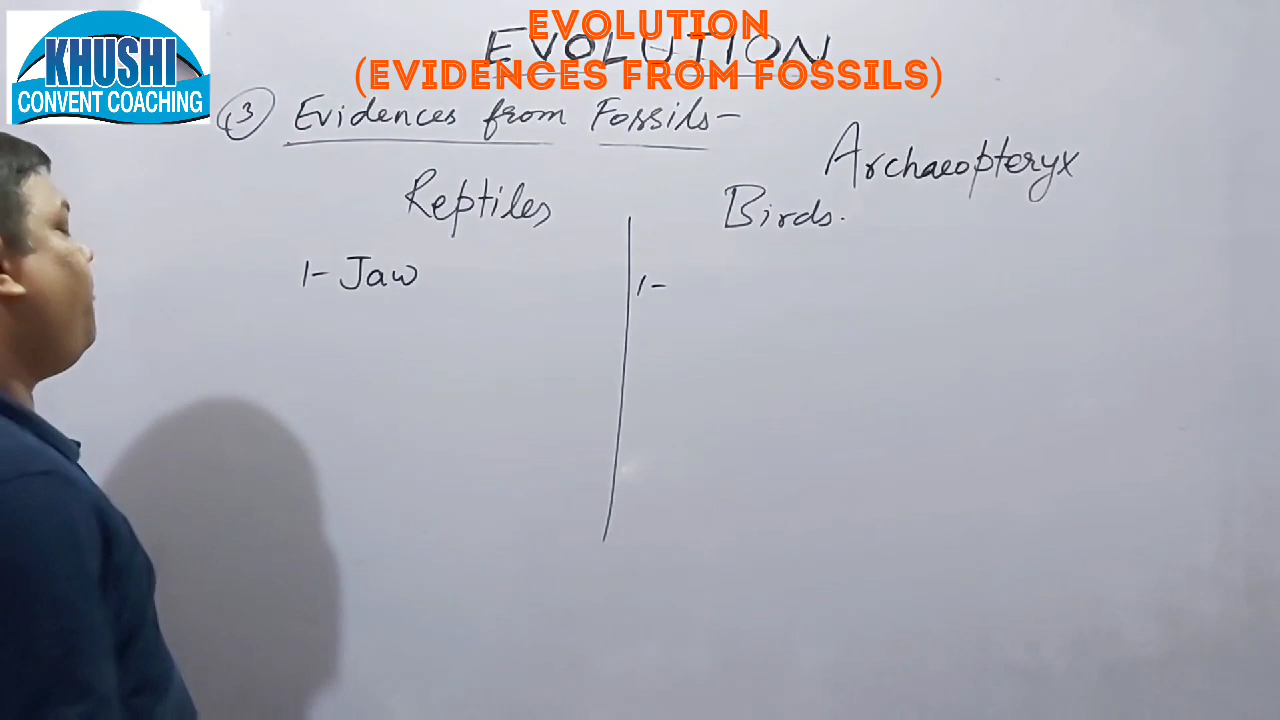 KHUSHI
CONVENT COACHING
EVOLUTION
(EVIDENCES FROM FOSSILS)
EVOLUTION
3 Evidences from Fossils-
Archaeopteryx
Reptiles
Birds.
1- Jaw
1-